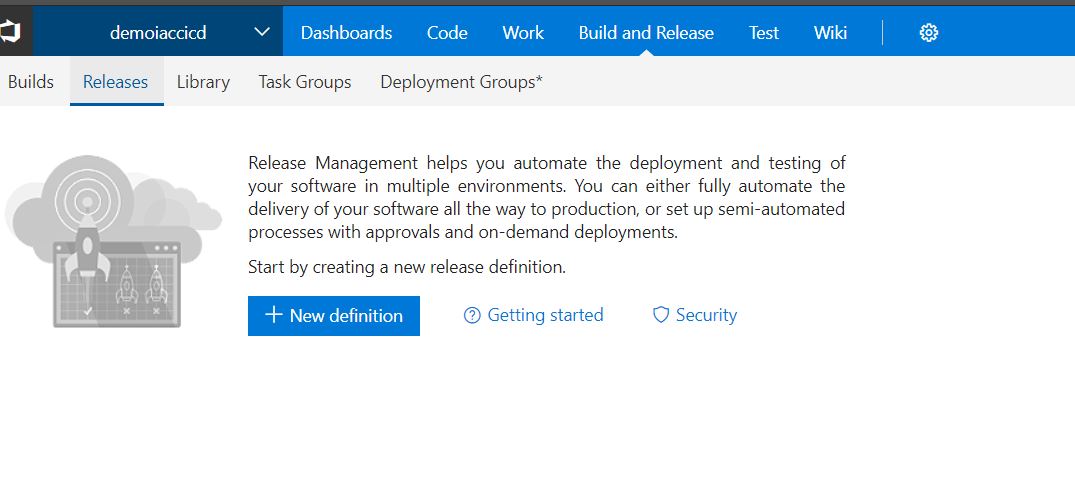 demoiaccicd
Dashboards Code Work Build and Release Test Wiki
Builds Releases Library Task Groups Deployment Groups*
Release Management helps you automate the deployment and testing of
your software in multiple environments. You can either fully automate the
delivery of your software all the way to production, or set up semi-automated
processes with approvals and on-demand deployments.
Start by creating a new release definition.
+ New definition Getting started Security